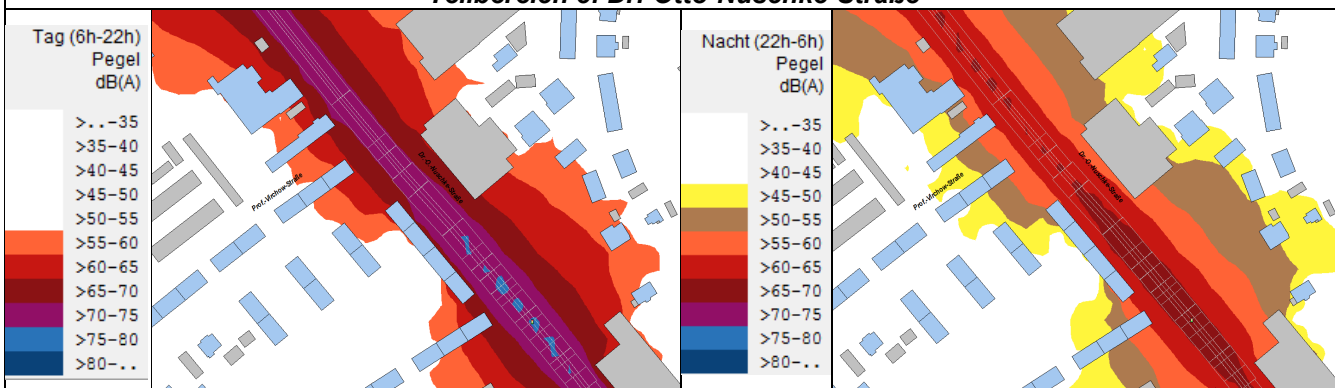 Teilbereich 5: Dr.-Otto-Nuschke-Straße
Tag (6h-22h)
Pegel
dB(A)
>..-35
>35-40
>40-45
>45-50
>50-55
>55-60
>60-65
>65-70
>70-75
>75-80
>80-..
Dr.-O.-Nuschke-Straße
Prof.-Virchow-Straße
Nacht (22h-6h)
Pegel
dB(A)
>..-35
>35-40
>40-45
>45-50
>50-55
>55-60
>60-65
>65-70
>70-75
>75-80
>80-..
Dr.-O.-Nuschke-Straße
Prof.-Virchow-Straße